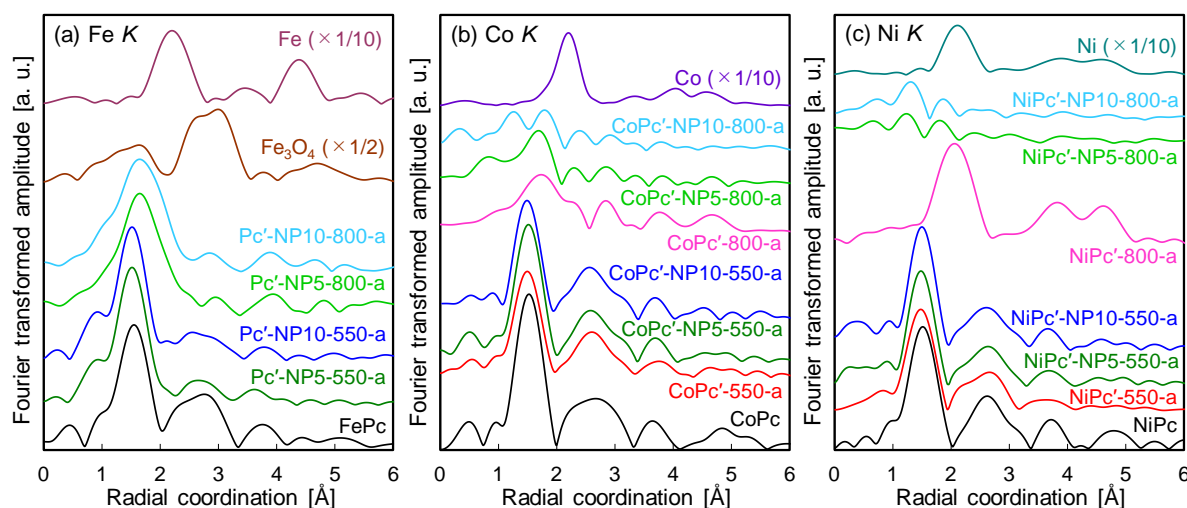 (a) Fe K
Fe (×1/10)
Fe3O4 (×1/2)
Pc′-NP10-800-a
Pc′-NP5-800-a
Pc′-NP10-550-a
Pc′-NP5-550-a
FePc
Fourier transformed amplitude [a. u.]
0 1 2 3 4 5 6
Radial coordination [Å]
(b) Co K
Co (×1/10)
CoPc′-NP10-800-a
CoPc′-NP5-800-a
CoPc′-800-a
CoPc′-NP10-550-a
CoPc′-NP5-550-a
CoPc′-550-a
CoPc
Fourier transformed amplitude [a. u.]
0 1 2 3 4 5 6
Radial coordination [Å]
(c) Ni K
Ni (×1/10)
NiPc′-NP10-800-a
NiPc′-NP5-800-a
NiPc′-800-a
NiPc′-NP10-550-a
NiPc′-NP5-550-a
NiPc′-550-a
NiPc
Fourier transformed amplitude [a. u.]
0 1 2 3 4 5 6
Radial coordination [Å]